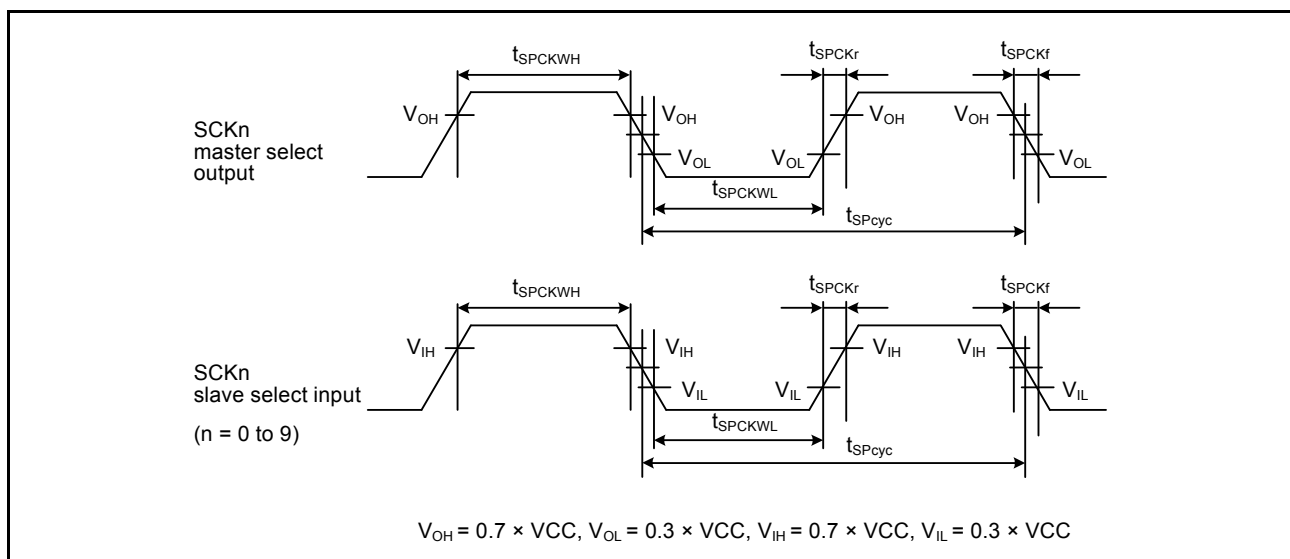 tSPCKWH
tSPCKr
tSPCKf
VOH
VOH
VOH
VOH
SCKn
master select
output
VOL
VOL
VOL
tSPCKWL
tSPcyc
tSPCKWH
tSPCKr
tSPCKf
VIH
VIH
VIH
VIH
SCKn
slave select input
(n = 0 to 9)
VIL
VIL
VIL
tSPCKWL
tSPcyc
VOH = 0.7 × VCC, VOL = 0.3 × VCC, VIH = 0.7 × VCC, VIL = 0.3 × VCC